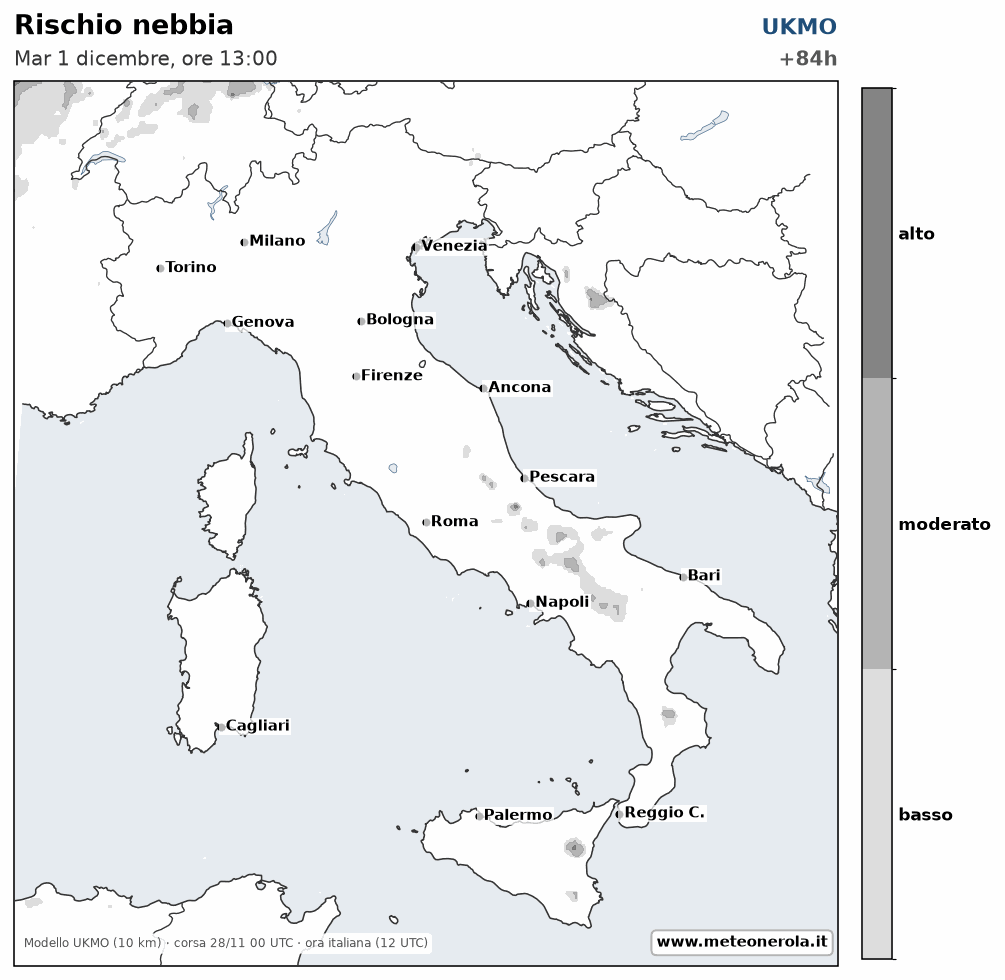 Rischio nebbia
UKMO
Mar 1 dicembre, ore 13:00
+84h
alto
Milano
Venezia
Torino
Genova
Bologna
Firenze
Ancona
Pescara
Roma
moderato
Bari
Napoli
Cagliari
Palermo
Reggio C.
basso
Modello UKMO (10 km) · corsa 28/11 00 UTC · ora italiana (12 UTC)
www.meteonerola.it